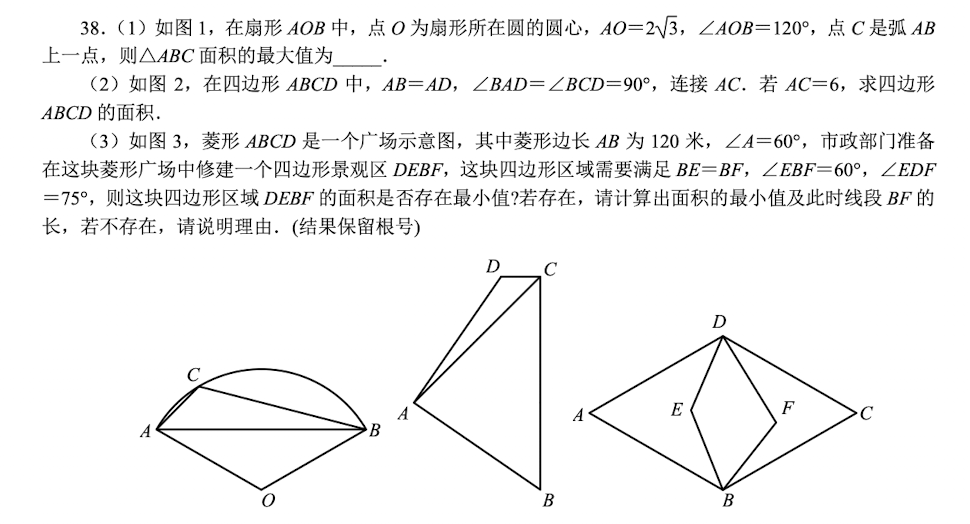 38.（1）如图 1，在扇形 AOB 中，点 O 为扇形所在圆的圆心，AO=2√3，∠AOB=120°，点 C 是弧 AB
上一点，则△ABC 面积的最大值为_____.
（2）如图 2，在四边形 ABCD 中，AB=AD，∠BAD=∠BCD=90°，连接 AC．若 AC=6，求四边形
ABCD 的面积．
（3）如图 3，菱形 ABCD 是一个广场示意图，其中菱形边长 AB 为 120 米，∠A=60°，市政部门准备
在这块菱形广场中修建一个四边形景观区 DEBF，这块四边形区域需要满足 BE=BF，∠EBF=60°，∠EDF
=75°，则这块四边形区域 DEBF 的面积是否存在最小值?若存在，请计算出面积的最小值及此时线段 BF 的
长，若不存在，请说明理由．(结果保留根号)
D C
D
C
A E F C
A B
A
O
B
B